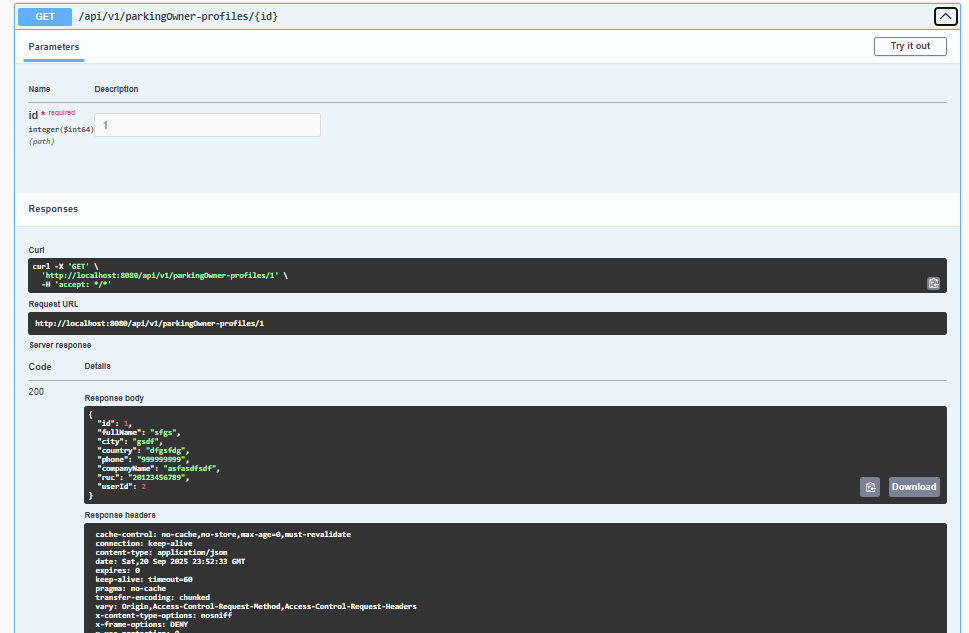 GET /api/v1/parkingOwner-profiles/{id}
Parameters
Try it out
Name Description
id * required
integer($int64)
(path)
1
Responses
Curl
curl -X 'GET' \
'http://localhost:8080/api/v1/parkingOwner-profiles/1' \
-H 'accept: */*'
Request URL
http://localhost:8080/api/v1/parkingOwner-profiles/1
Server response
Code Details
200
Response body
{
"id": 1,
"fullName": "sfgs",
"city": "gsdf",
"country": "dfgsfdg",
"phone": "999999999",
"companyName": "asfasdfsdf",
"ruc": "20123456789",
"userId": 2
}
Download
Response headers
cache-control: no-cache,no-store,max-age=0,must-revalidate
connection: keep-alive
content-type: application/json
date: Sat,20 Sep 2025 23:52:33 GMT
expires: 0
keep-alive: timeout=60
pragma: no-cache
transfer-encoding: chunked
vary: Origin,Access-Control-Request-Method,Access-Control-Request-Headers
x-content-type-options: nosniff
x-frame-options: DENY